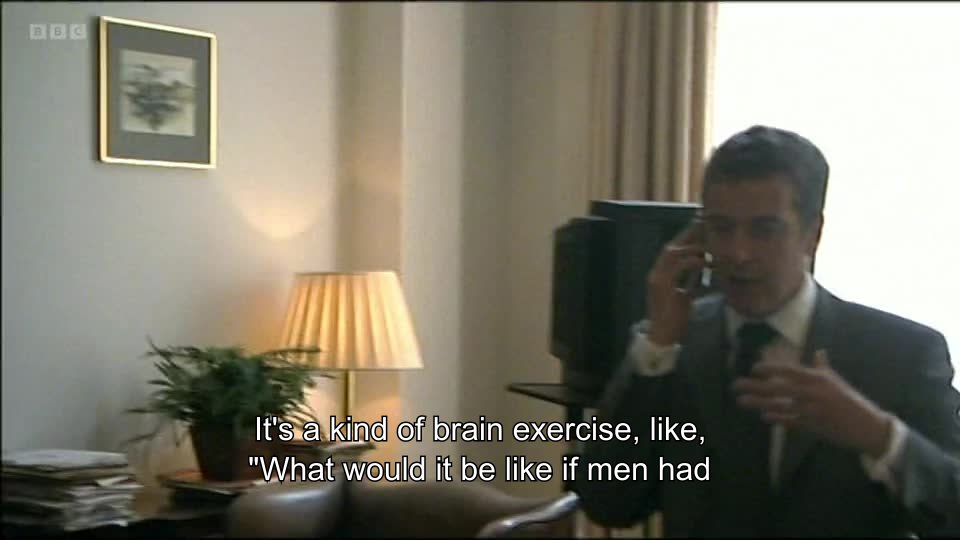 BBC
It's a kind of brain exercise, like,
"What would it be like if men had